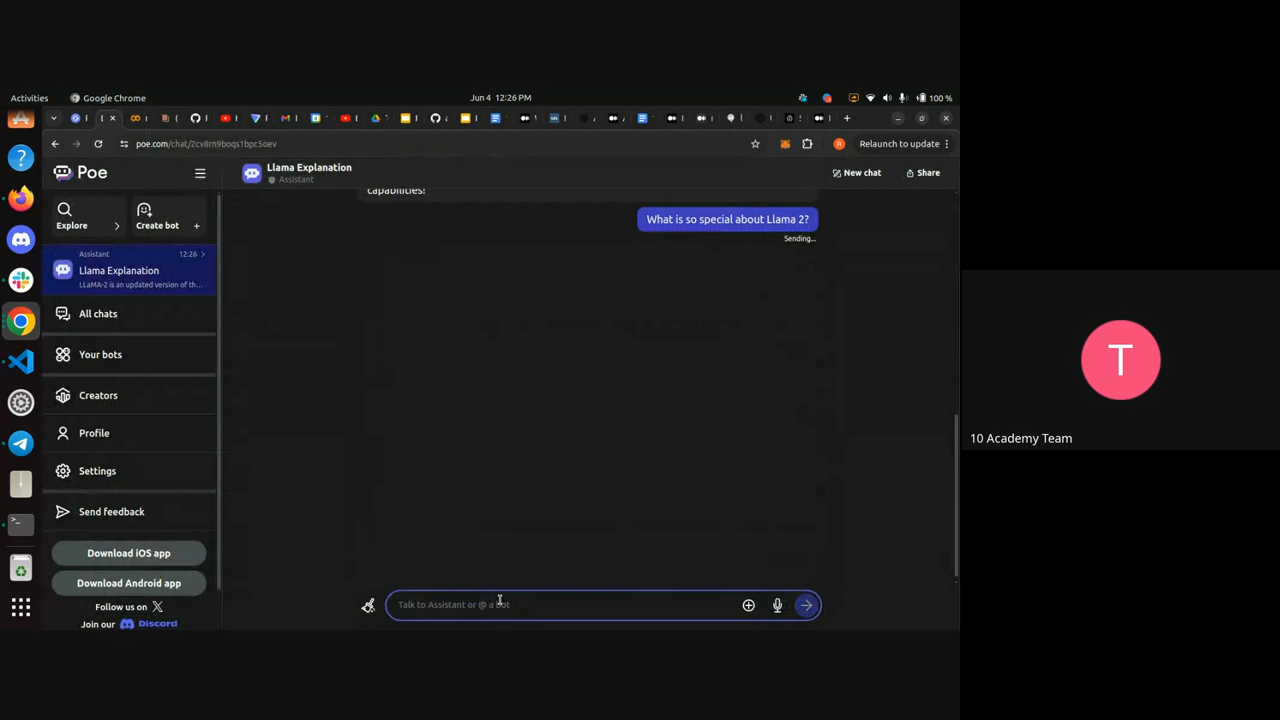 Activities
Google Chrome
Jun 4 12:26 PM
100 %
poe.com/chat/2cv8rn9boqs1bpc5oev
Relaunch to update
Poe
Llama Explanation
Assistant
New chat
Share
Explore
Create bot
Assistant
12:26
Llama Explanation
LLaMA-2 is an updated version of th...
All chats
Your bots
Creators
Profile
Settings
Send feedback
Download iOS app
Download Android app
Follow us on X
Join our Discord
capabilities!
What is so special about Llama 2?
Sending...
Talk to Assistant or @ a bot
T
10 Academy Team